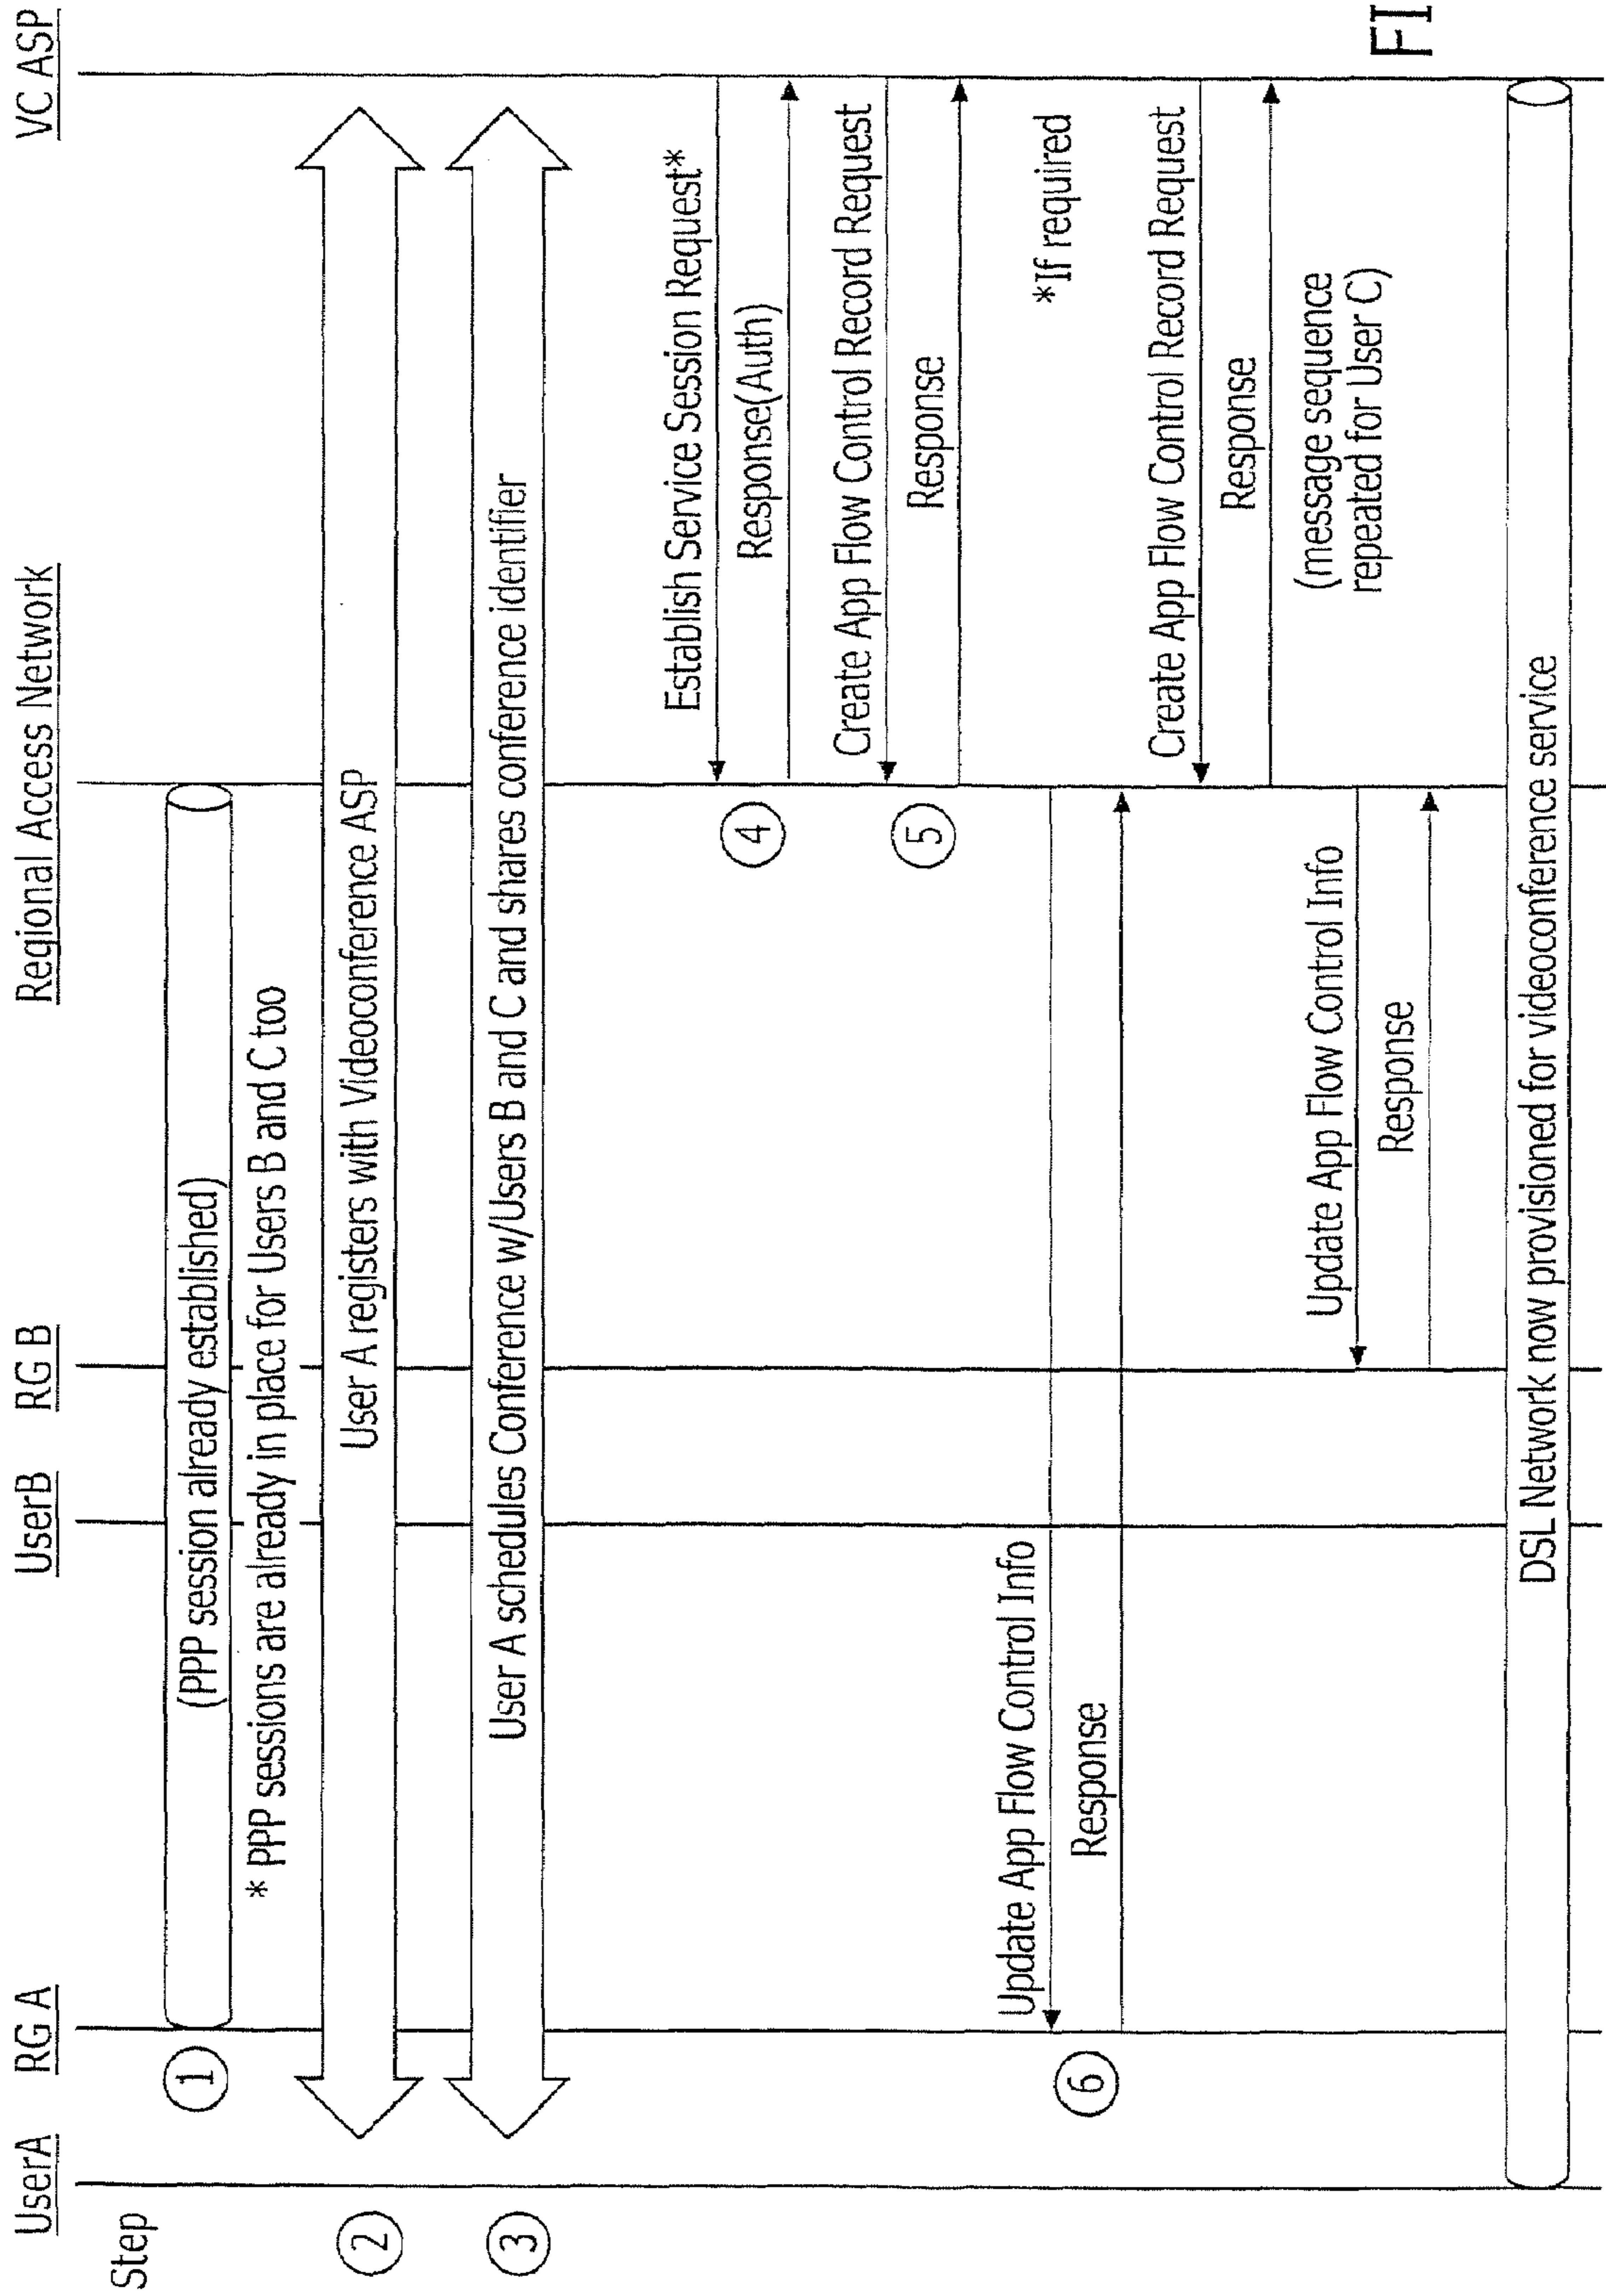 UserA
RG A
UserB
RG B
Regional Access Network
VC ASP
Step
1
(PPP session already established)
* PPP sessions are already in place for Users B and C too
2
User A registers with Videoconference ASP
3
User A schedules Conference w/Users B and C and shares conference identifier
Establish Service Session Request*
4
Response(Auth)
Create App Flow Control Record Request
5
Response
*If required
Update App Flow Control Info
6
Response
Create App Flow Control Record Request
Response
(message sequence
repeated for User C)
Update App Flow Control Info
Response
FI
DSL Network now provisioned for videoconference service